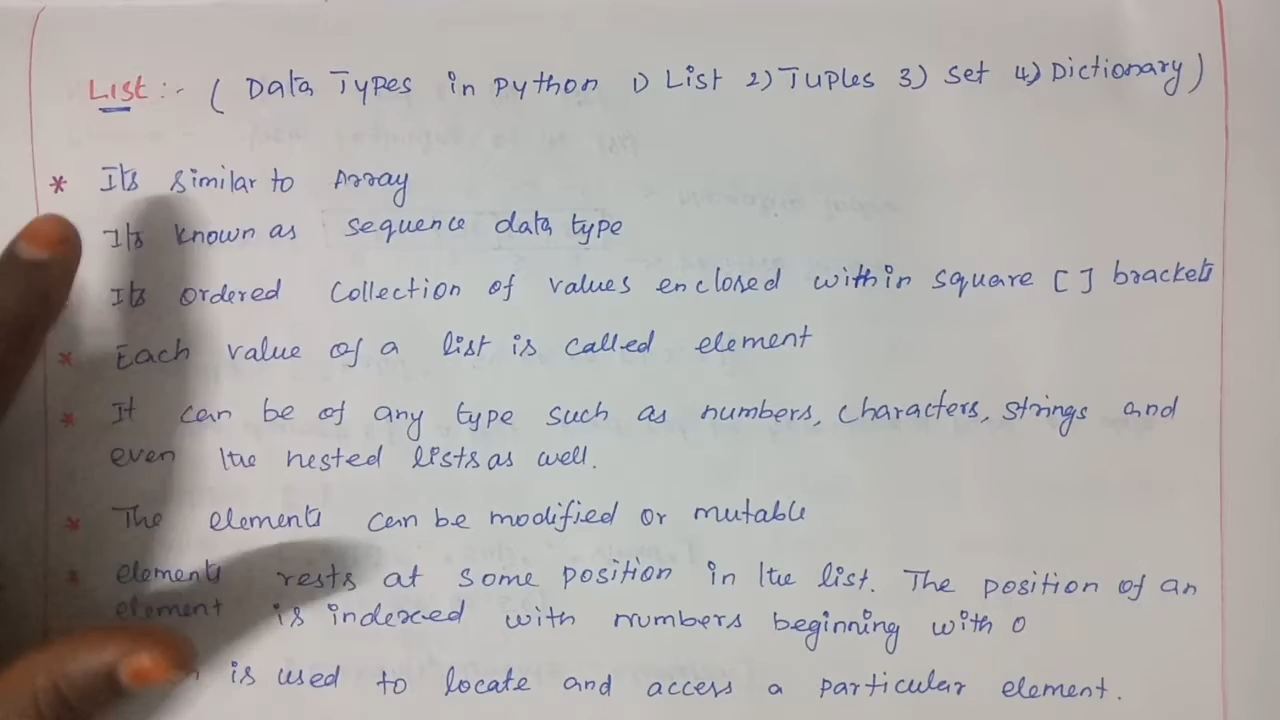 List :- ( Data Types in python 1) List 2) Tuples 3) Set 4) Dictionary )
* Its similar to Array
Its known as sequence data type
Its ordered collection of values enclosed within square [ ] brackets
* Each value of a list is called element
* It can be of any type such as numbers, characters, strings and
even the nested lists as well.
* The elements can be modified or mutable
* elements rests at some position in the list. The position of an
element is indexed with numbers beginning with 0
is used to locate and access a particular element.